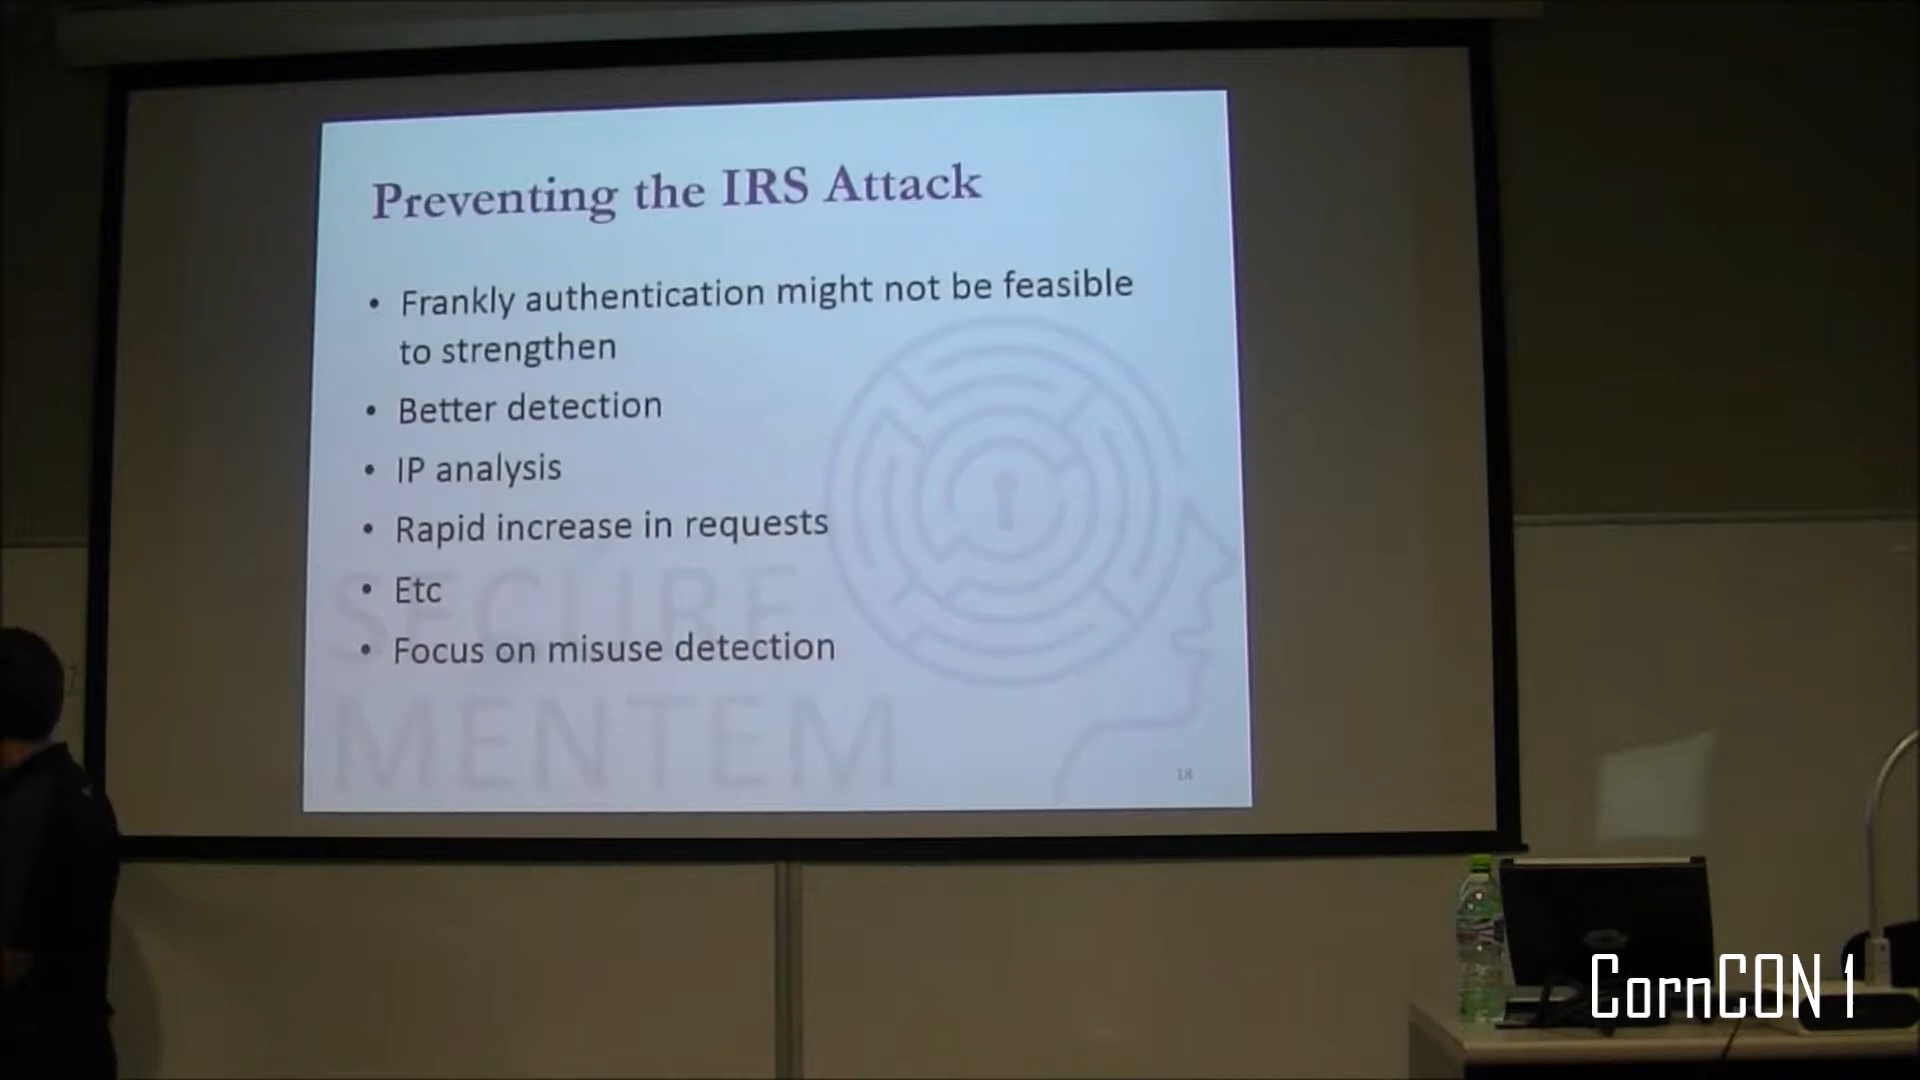 Preventing the IRS Attack
• Frankly authentication might not be feasible
to strengthen
• Better detection
• IP analysis
• Rapid increase in requests
• Etc
• Focus on misuse detection
SECURE
MENTEM
18
CornCON 1